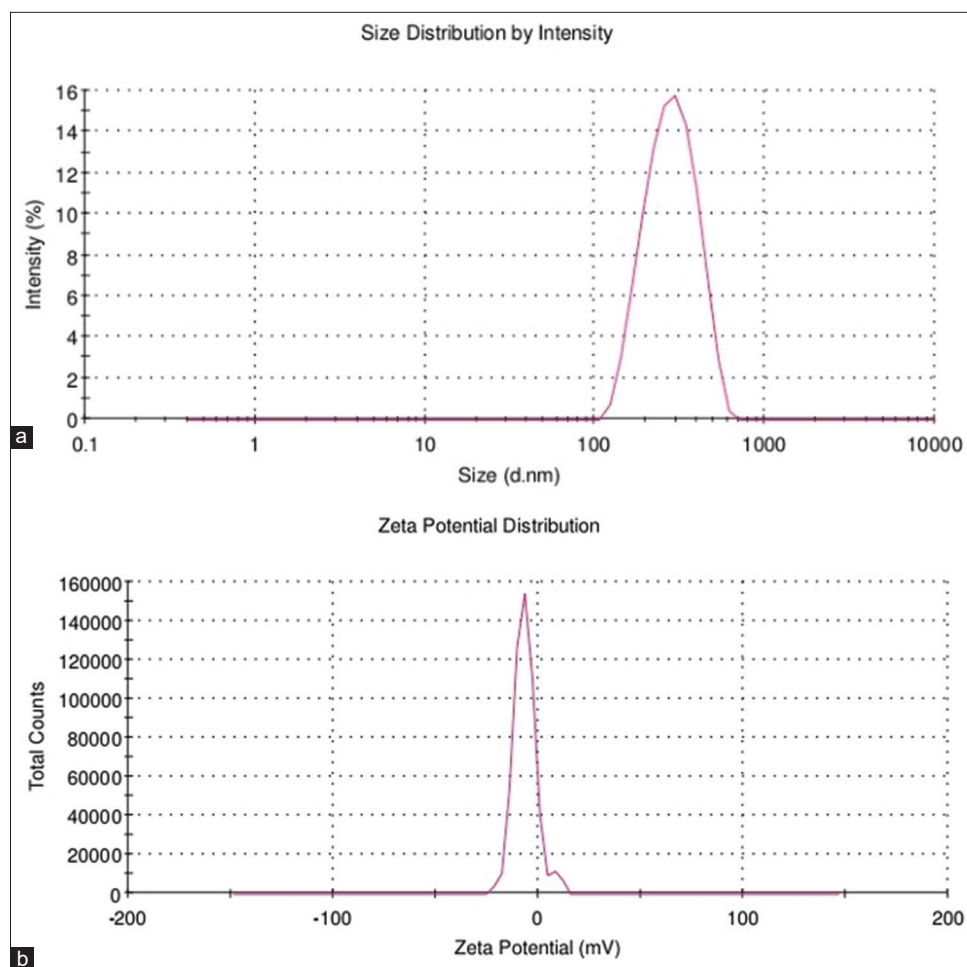 Size Distribution by Intensity
16
14
12
10
8
6
4
2
0
Intensity (%)
0.1 1 10 100 1000 10000
Size (d.nm)
a
Zeta Potential Distribution
160000
140000
120000
100000
80000
60000
40000
20000
0
Total Counts
-200 -100 0 100 200
Zeta Potential (mV)
b